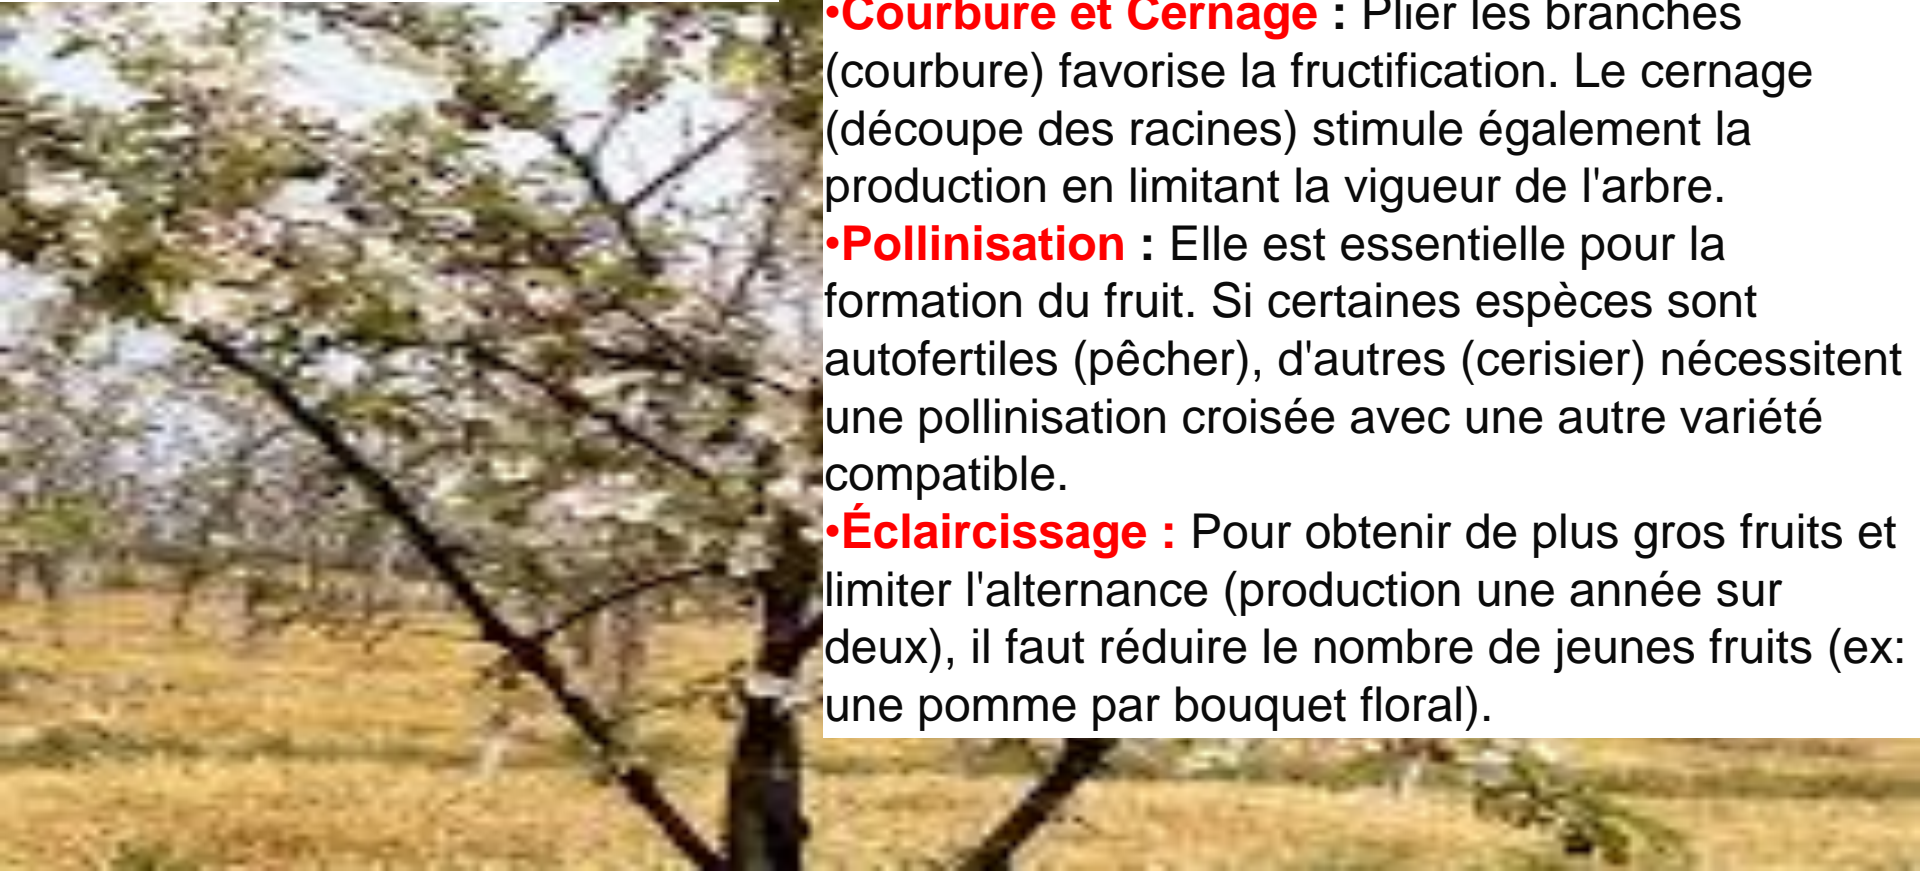 •Courbure et Cernage : Plier les branches
(courbure) favorise la fructification. Le cernage
(découpe des racines) stimule également la
production en limitant la vigueur de l'arbre.
•Pollinisation : Elle est essentielle pour la
formation du fruit. Si certaines espèces sont
autofertiles (pêcher), d'autres (cerisier) nécessitent
une pollinisation croisée avec une autre variété
compatible.
•Éclaircissage : Pour obtenir de plus gros fruits et
limiter l'alternance (production une année sur
deux), il faut réduire le nombre de jeunes fruits (ex:
une pomme par bouquet floral).